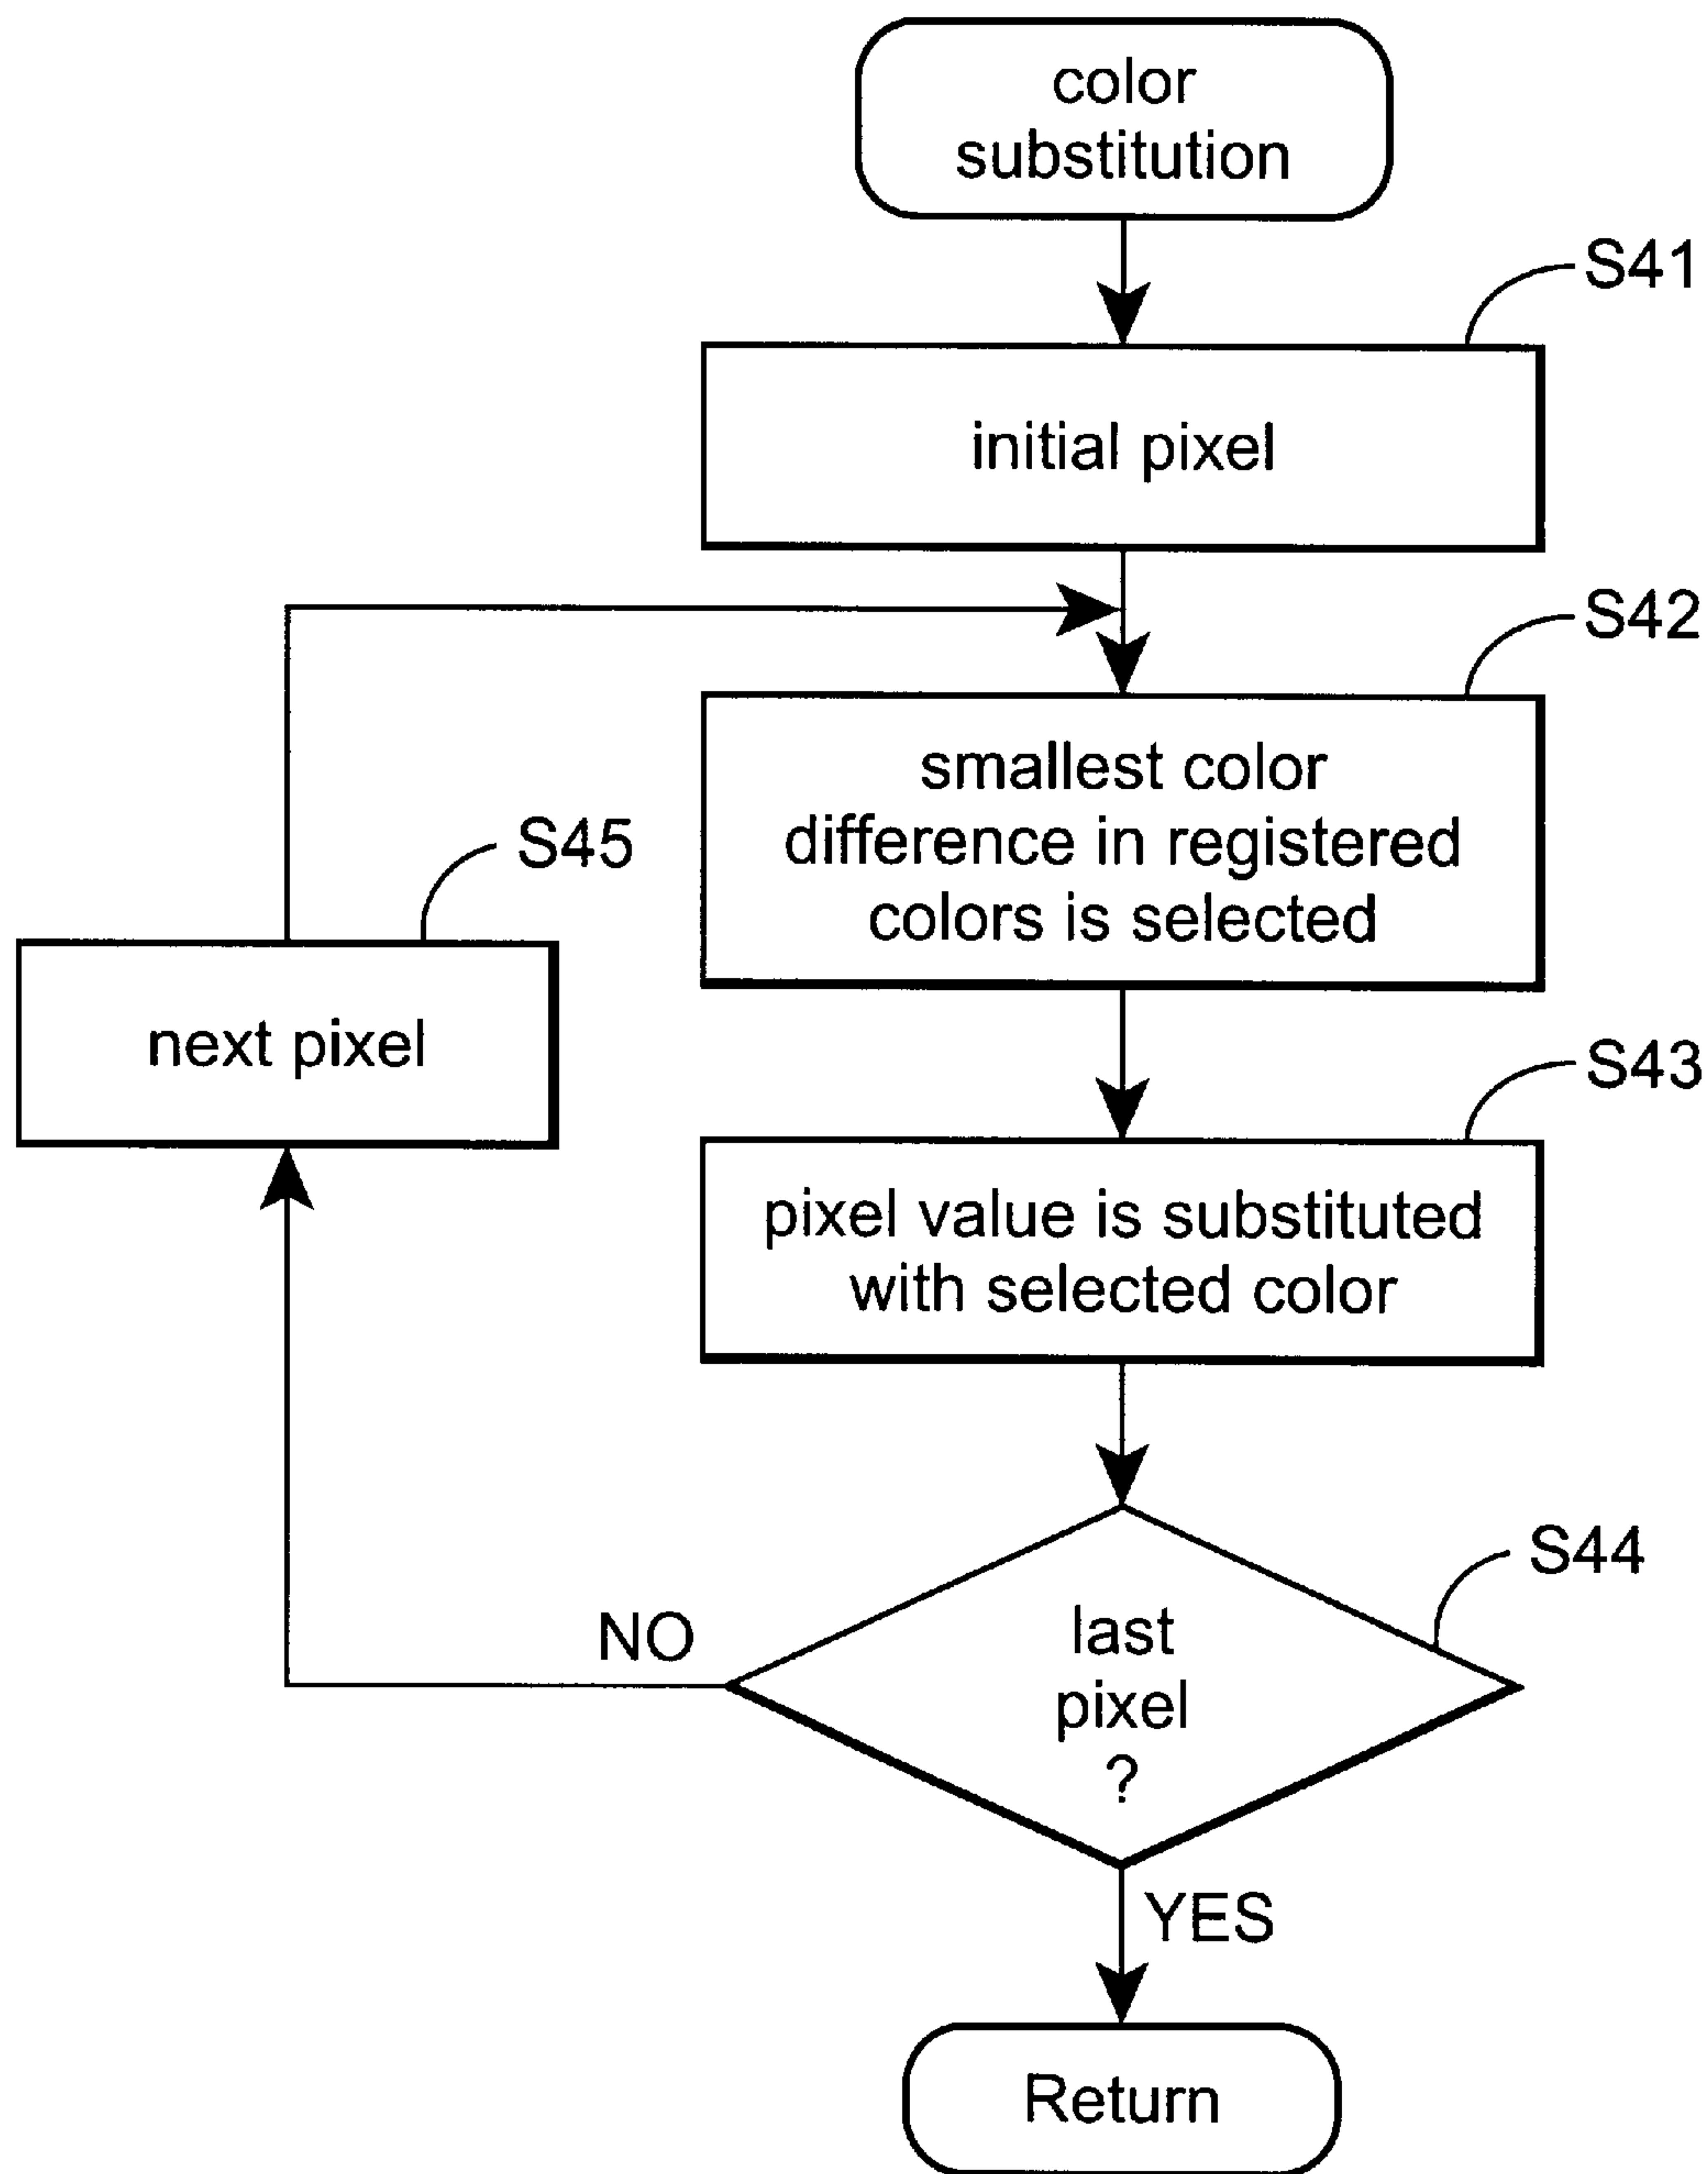 color
substitution
S41
initial pixel
S42
smallest color
difference in registered
colors is selected
S45
next pixel
S43
pixel value is substituted
with selected color
S44
NO
last
pixel
?
YES
Return